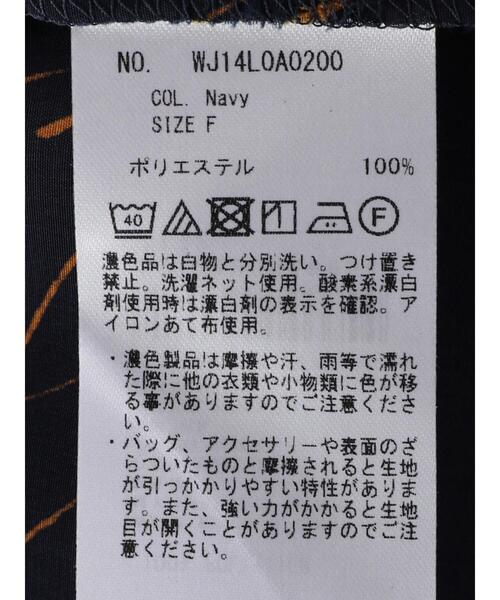 NO. WJ14L0A0200
COL. Navy
SIZE F
ポリエステル 100%
40
F
濃色品は白物と分別洗い。つけ置き
禁止。洗濯ネット使用。酸素系漂白
剤使用時は漂白剤の表示を確認。ア
イロンあて布使用。
・濃色製品は摩擦や汗、雨等で濡れ
た際に他の衣類や小物類に色が移
る事がありますのでご注意くださ
い。
・バッグ、アクセサリーや表面のざ
らついたものと摩擦されると生地
が引っかかりやすい特性がありま
す。また、強い力がかかると生地
目が開くことがありますのでご注
意ください。